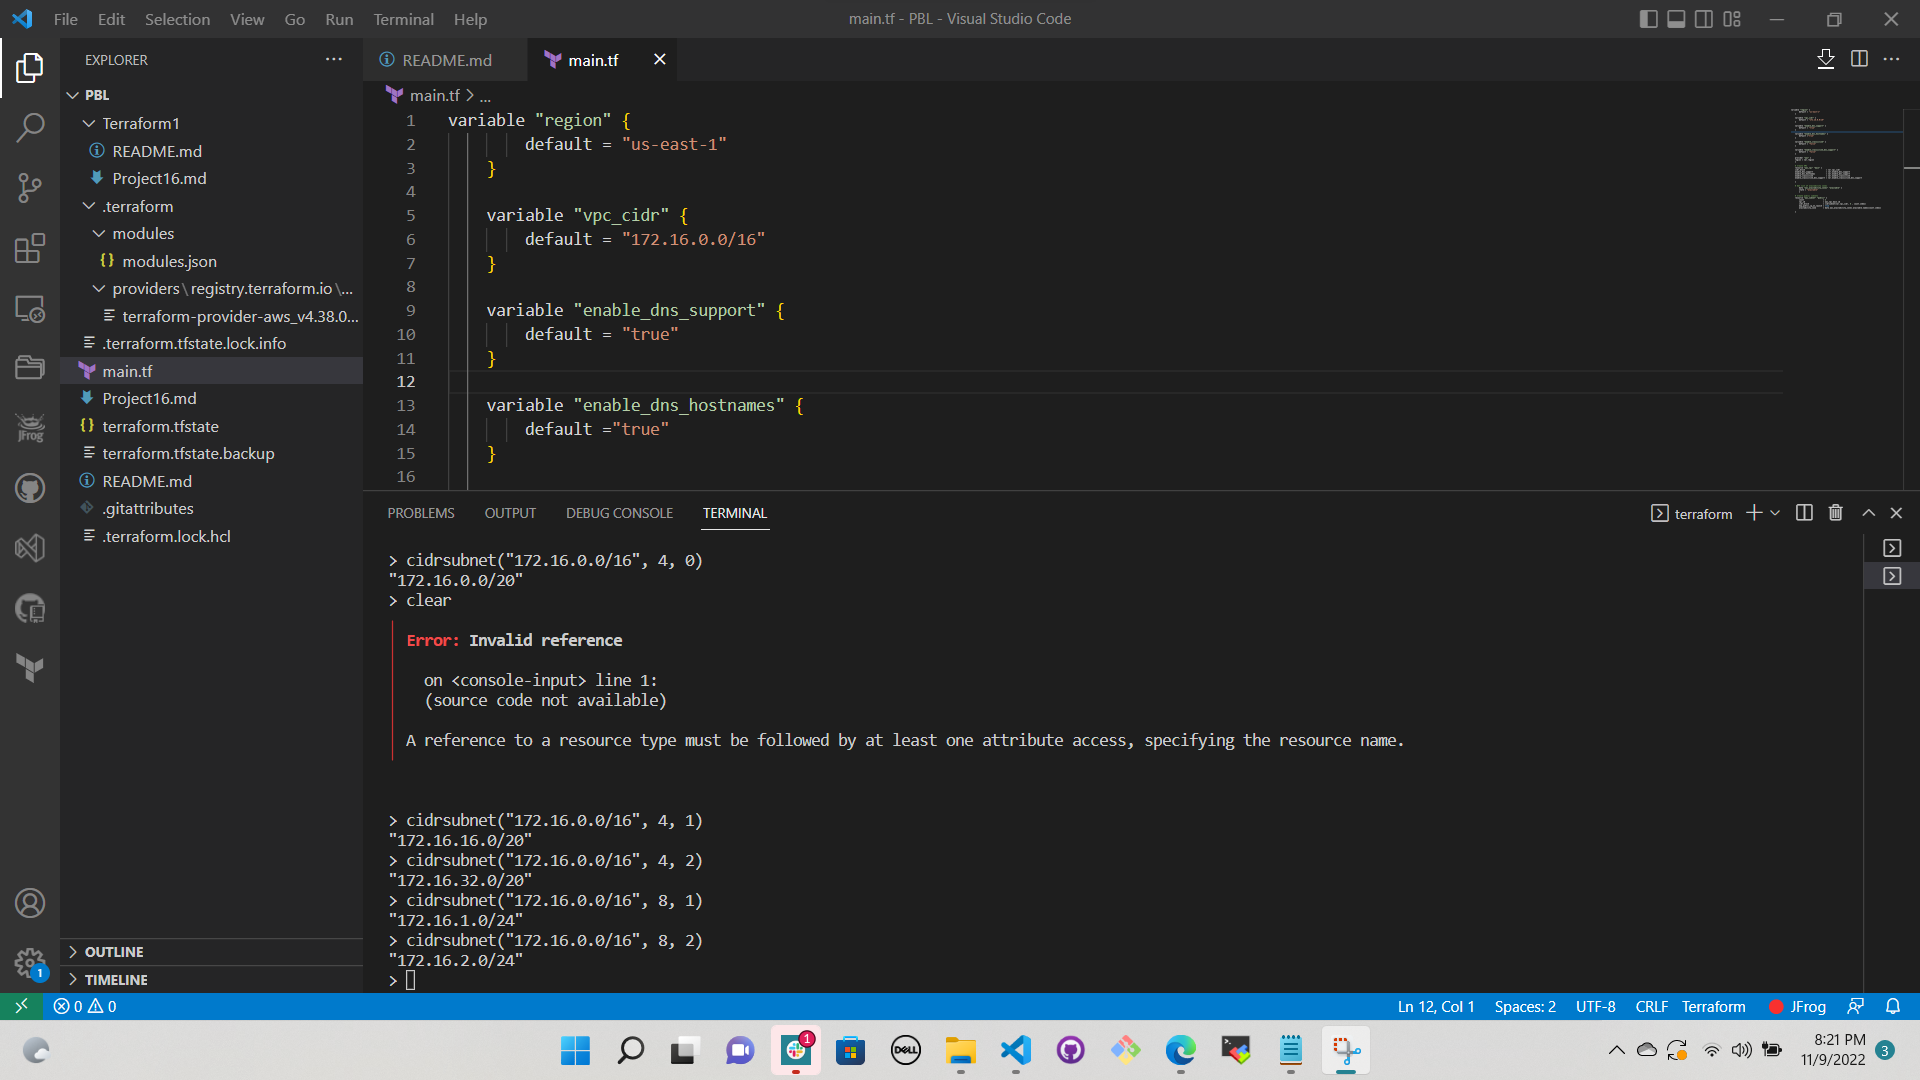 File Edit Selection View Go Run Terminal Help
main.tf - PBL - Visual Studio Code
EXPLORER
PBL
Terraform1
README.md
Project16.md
.terraform
modules
modules.json
providers\registry.terraform.io\...
terraform-provider-aws_v4.38.0...
.terraform.tfstate.lock.info
main.tf
Project16.md
terraform.tfstate
terraform.tfstate.backup
README.md
.gitattributes
.terraform.lock.hcl
OUTLINE
TIMELINE
JFrog
1
README.md main.tf
main.tf > ...
1 variable "region" {
2 default = "us-east-1"
3 }
4
5 variable "vpc_cidr" {
6 default = "172.16.0.0/16"
7 }
8
9 variable "enable_dns_support" {
10 default = "true"
11 }
12
13 variable "enable_dns_hostnames" {
14 default ="true"
15 }
16
PROBLEMS OUTPUT DEBUG CONSOLE TERMINAL
terraform
> cidrsubnet("172.16.0.0/16", 4, 0)
"172.16.0.0/20"
> clear
Error: Invalid reference
on <console-input> line 1:
(source code not available)
A reference to a resource type must be followed by at least one attribute access, specifying the resource name.
> cidrsubnet("172.16.0.0/16", 4, 1)
"172.16.16.0/20"
> cidrsubnet("172.16.0.0/16", 4, 2)
"172.16.32.0/20"
> cidrsubnet("172.16.0.0/16", 8, 1)
"172.16.1.0/24"
> cidrsubnet("172.16.0.0/16", 8, 2)
"172.16.2.0/24"
>
0 0
Ln 12, Col 1 Spaces: 2 UTF-8 CRLF Terraform JFrog
1
DELL
8:21 PM
11/9/2022
3